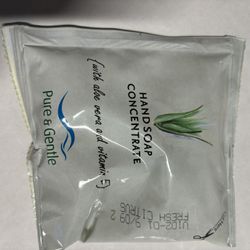 HAND SOAP
CONCENTRATE
(with aloe vera and vitamin E)
Pure & Gentle
FRESH CITRUS